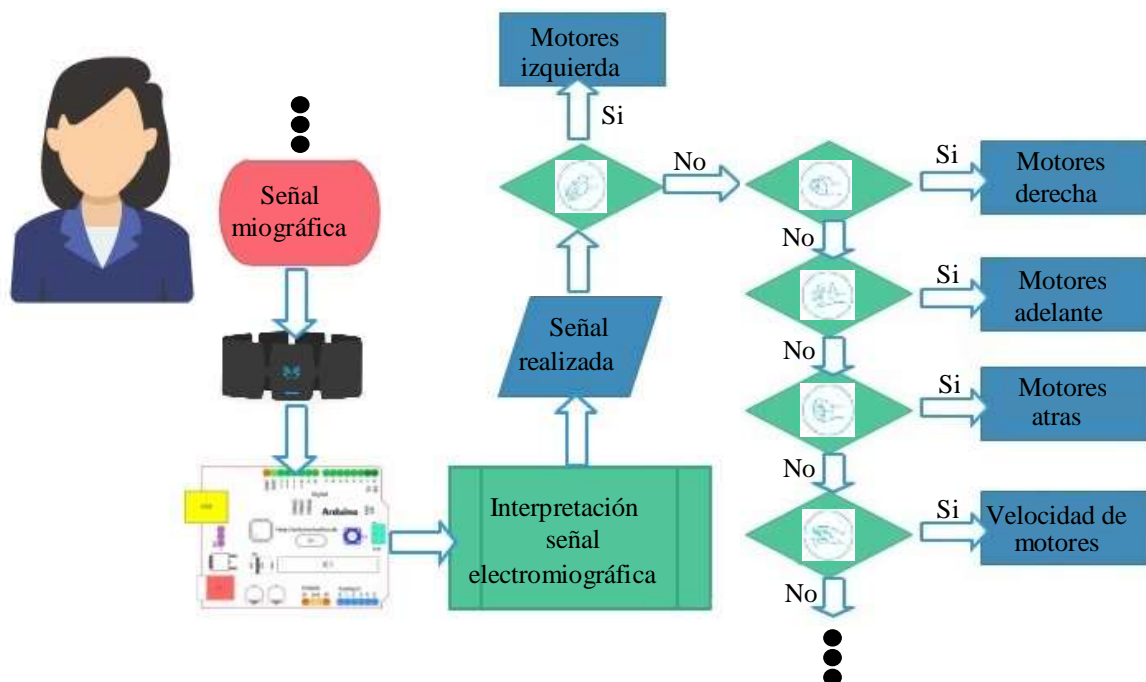 Motores
izquierda
Si
Señal
miográfica
No
Si
Motores
derecha
No
Si
Motores
adelante
Señal
realizada
No
Si
Motores
atras
No
Interpretación
señal
electromiográfica
Arduino
Si
Velocidad de
motores
No